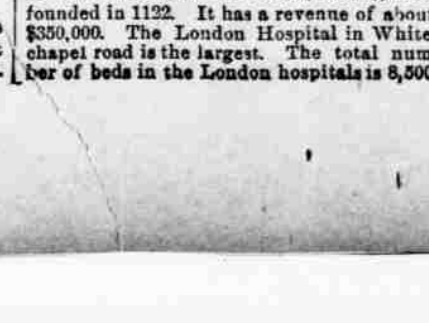 founded in 1122. It has a revenue of about
$350,000. The London Hospital in White
chapel road is the largest. The total num
ber of beds in the London hospitals is 8,500